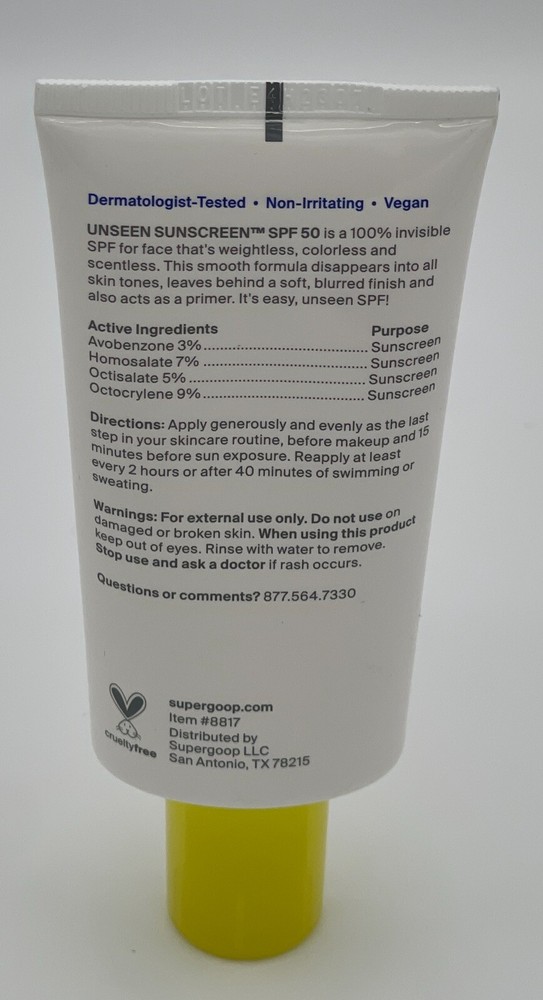 Dermatologist-Tested • Non-Irritating • Vegan
UNSEEN SUNSCREEN™ SPF 50 is a 100% invisible
SPF for face that's weightless, colorless and
scentless. This smooth formula disappears into all
skin tones, leaves behind a soft, blurred finish and
also acts as a primer. It's easy, unseen SPF!
Active Ingredients Purpose
Avobenzone 3%........................................ Sunscreen
Homosalate 7% ........................................ Sunscreen
Octisalate 5% .......................................... Sunscreen
Octocrylene 9%........................................ Sunscreen
Directions: Apply generously and evenly as the last
step in your skincare routine, before makeup and 15
minutes before sun exposure. Reapply at least
every 2 hours or after 40 minutes of swimming or
sweating.
Warnings: For external use only. Do not use on
damaged or broken skin. When using this product
keep out of eyes. Rinse with water to remove.
Stop use and ask a doctor if rash occurs.
Questions or comments? 877.564.7330
crueltyfree
supergoop.com
Item #8817
Distributed by
Supergoop LLC
San Antonio, TX 78215